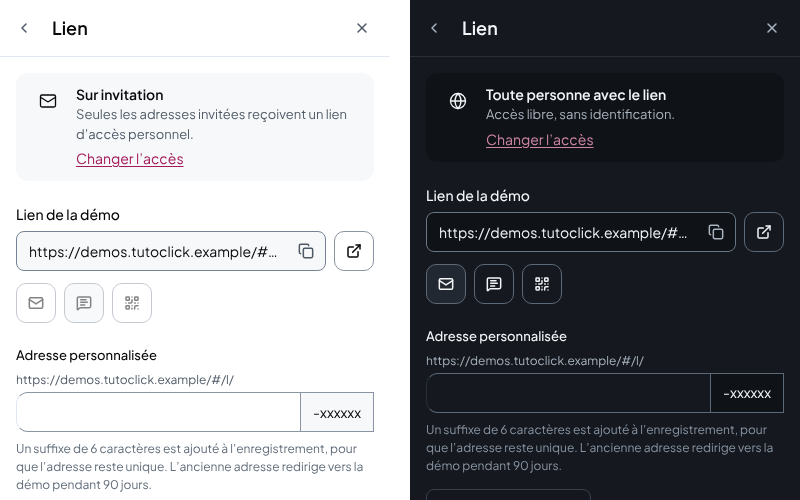 Lien
Sur invitation
Seules les adresses invitées reçoivent un lien
d'accès personnel.
Changer l'accès
Lien de la démo
https://demos.tutoclick.example/#...
Adresse personnalisée
https://demos.tutoclick.example/#/l/
-xxxxxx
Un suffixe de 6 caractères est ajouté à l'enregistrement, pour
que l'adresse reste unique. L'ancienne adresse redirige vers la
démo pendant 90 jours.
Lien
Toute personne avec le lien
Accès libre, sans identification.
Changer l'accès
Lien de la démo
https://demos.tutoclick.example/#...
Adresse personnalisée
https://demos.tutoclick.example/#/l/
-xxxxxx
Un suffixe de 6 caractères est ajouté à l'enregistrement, pour
que l'adresse reste unique. L'ancienne adresse redirige vers la
démo pendant 90 jours.